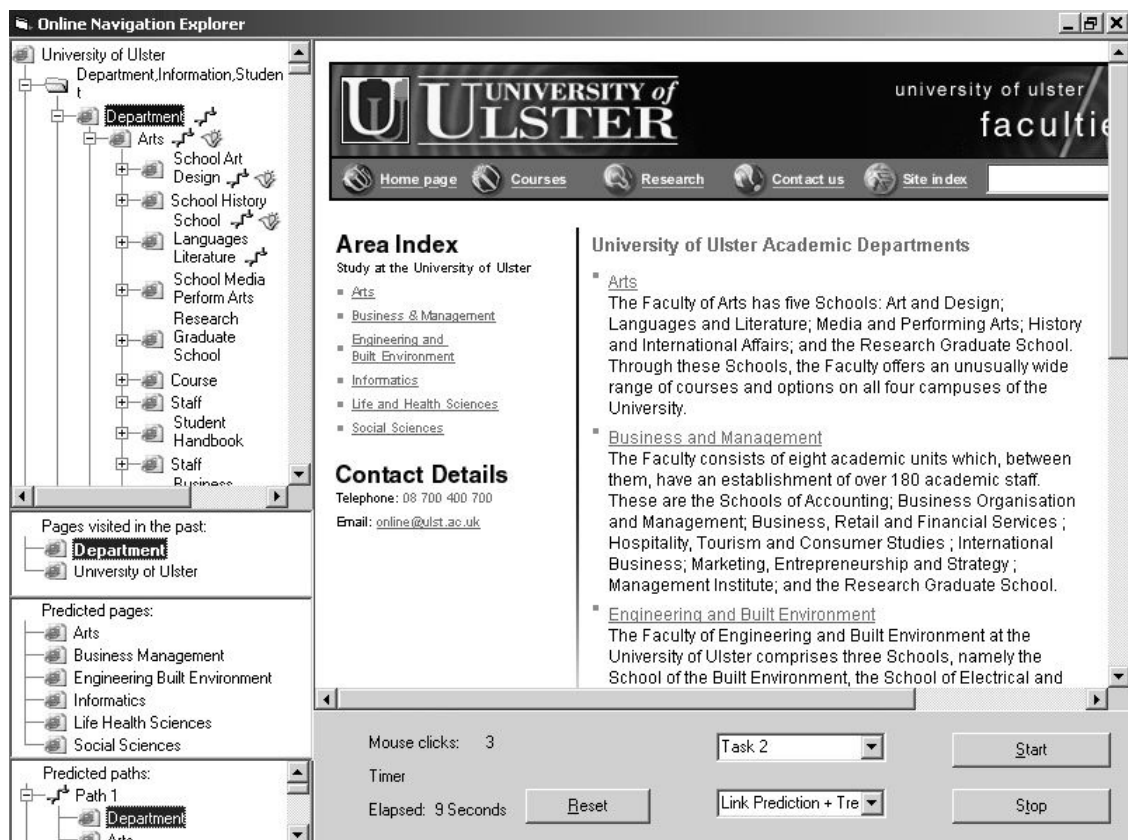 Online Navigation Explorer
University of Ulster
Department,Information,Studen
t
Department
Arts
School Art
Design
School History
School
Languages
Literature
School Media
Perform Arts
Research
Graduate
School
Course
Staff
Student
Handbook
Staff
Business
Pages visited in the past:
Department
University of Ulster
Predicted pages:
Arts
Business Management
Engineering Built Environment
Informatics
Life Health Sciences
Social Sciences
Predicted paths:
Path 1
Department
Arts
U UNIVERSITY of
ULSTER
university of ulster
facultie
Home page Courses Research Contact us Site index
Area Index
Study at the University of Ulster
Arts
Business & Management
Engineering and
Built Environment
Informatics
Life and Health Sciences
Social Sciences
Contact Details
Telephone: 08 700 400 700
Email: online@ulst.ac.uk
University of Ulster Academic Departments
Arts
The Faculty of Arts has five Schools: Art and Design;
Languages and Literature; Media and Performing Arts; History
and International Affairs; and the Research Graduate School.
Through these Schools, the Faculty offers an unusually wide
range of courses and options on all four campuses of the
University.
Business and Management
The Faculty consists of eight academic units which, between
them, have an establishment of over 180 academic staff.
These are the Schools of Accounting; Business Organisation
and Management; Business, Retail and Financial Services ;
Hospitality, Tourism and Consumer Studies ; International
Business; Marketing, Entrepreneurship and Strategy ;
Management Institute; and the Research Graduate School.
Engineering and Built Environment
The Faculty of Engineering and Built Environment at the
University of Ulster comprises three Schools, namely the
School of the Built Environment, the School of Electrical and
Mouse clicks: 3
Timer
Elapsed: 9 Seconds
Reset
Task 2
Link Prediction + Tre
Start
Stop